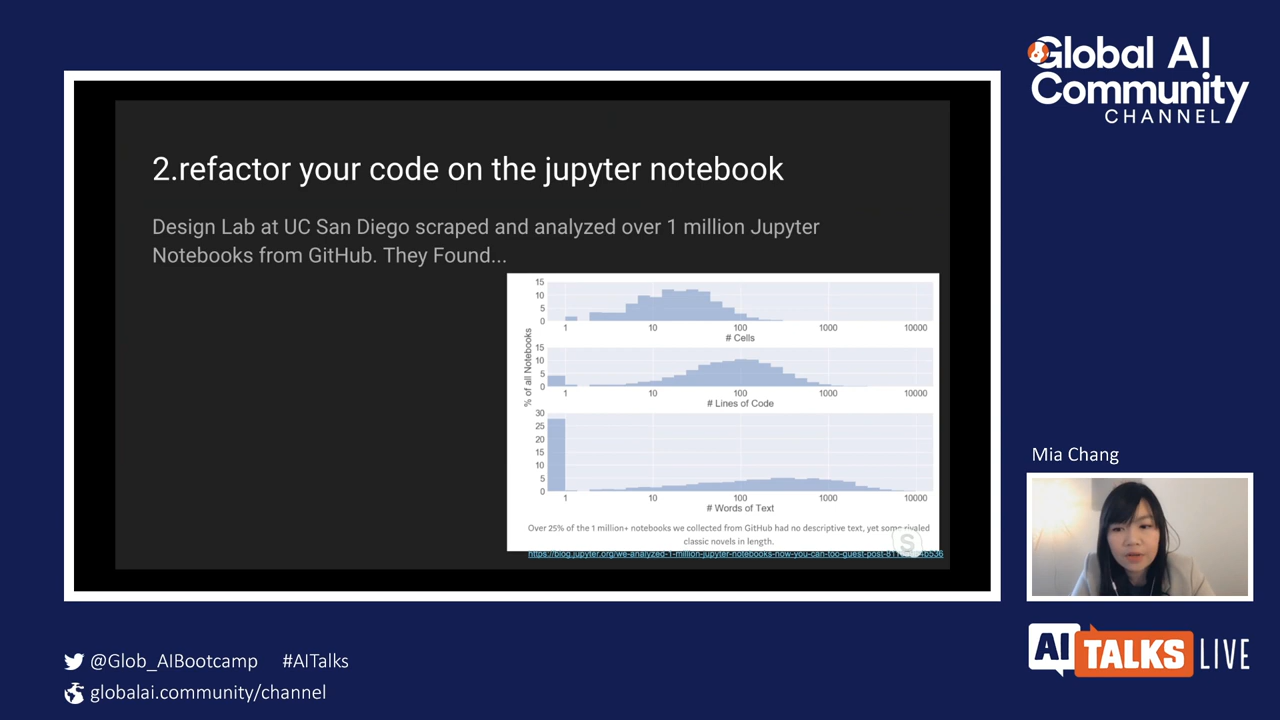 Global AI
Community
CHANNEL
2.refactor your code on the jupyter notebook
Design Lab at UC San Diego scraped and analyzed over 1 million Jupyter
Notebooks from GitHub. They Found...
% of all Notebooks
15
10
5
0
1 10 100 1000 10000
# Cells
15
10
5
0
1 10 100 1000 10000
# Lines of Code
30
25
20
15
10
5
0
1 10 100 1000 10000
# Words of Text
Over 25% of the 1 million+ notebooks we collected from GitHub had no descriptive text, yet some rivaled
classic novels in length.
S
Mia Chang
@Glob_AIBootcamp #AITalks
globalai.community/channel
AI TALKS LIVE